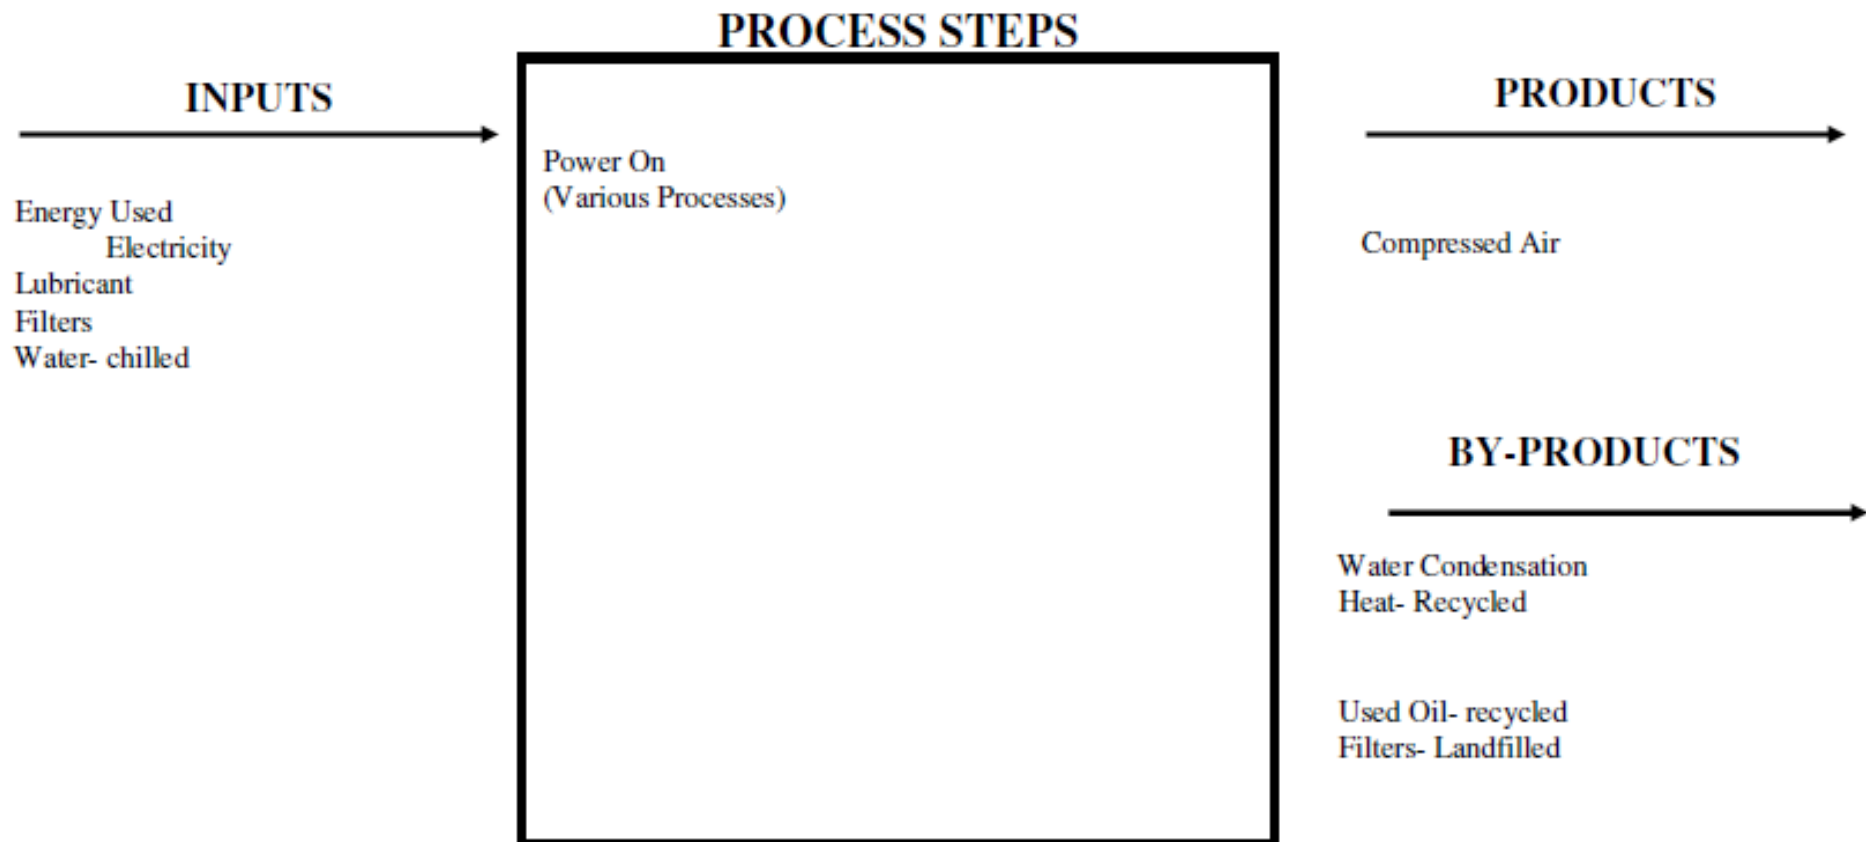 PROCESS STEPS
INPUTS
Energy Used
Electricity
Lubricant
Filters
Water- chilled
Power On
(Various Processes)
PRODUCTS
Compressed Air
BY-PRODUCTS
Water Condensation
Heat- Recycled
Used Oil- recycled
Filters- Landfilled